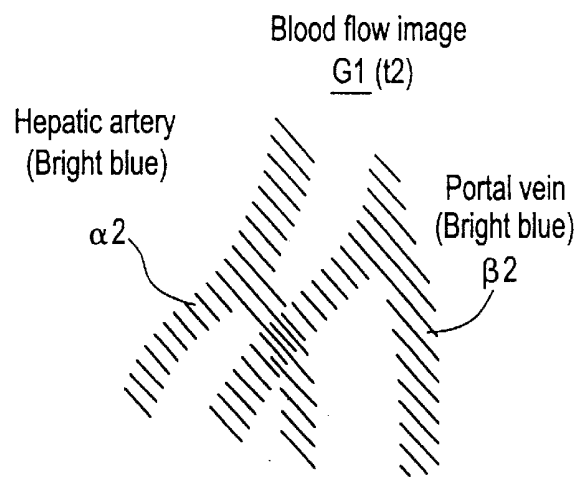 Blood flow image
G1 (t2)
Hepatic artery
(Bright blue)
α2
Portal vein
(Bright blue)
β2